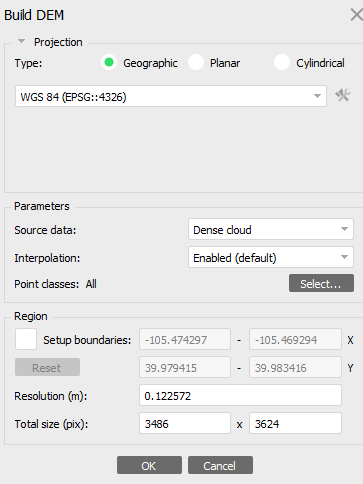 Build DEM
Projection
Type: Geographic Planar Cylindrical
WGS 84 (EPSG::4326)
Parameters
Source data: Dense cloud
Interpolation: Enabled (default)
Point classes: All Select...
Region
Setup boundaries: -105.474297 - -105.469294 X
Reset 39.979415 - 39.983416 Y
Resolution (m): 0.122572
Total size (pix): 3486 x 3624
OK Cancel